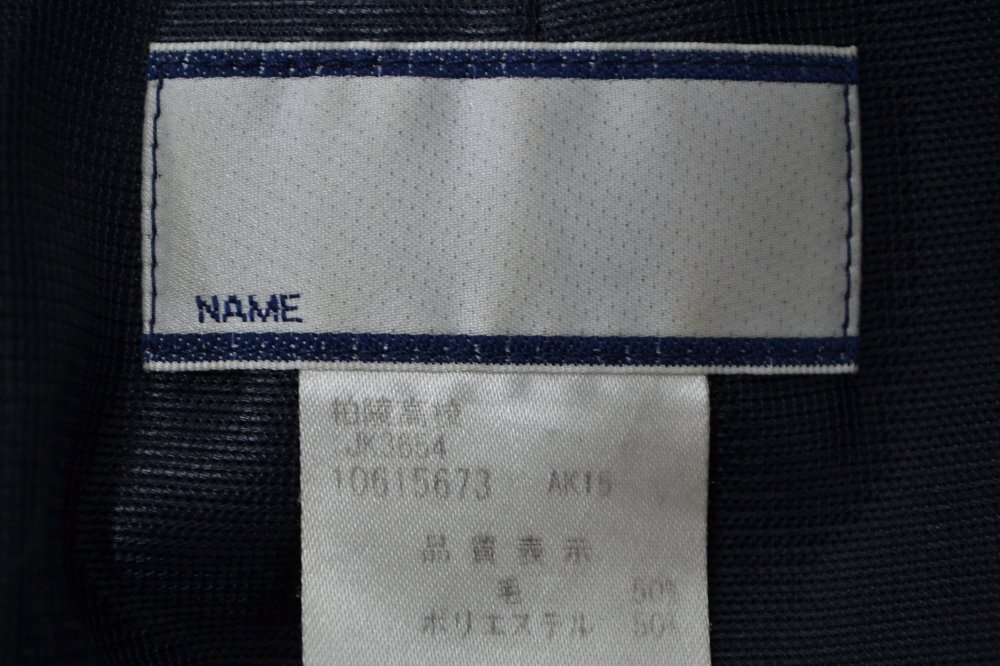 NAME
柏陵高校
JK3654
10615673 AK15
品質表示
毛 50%
ポリエステル 50%